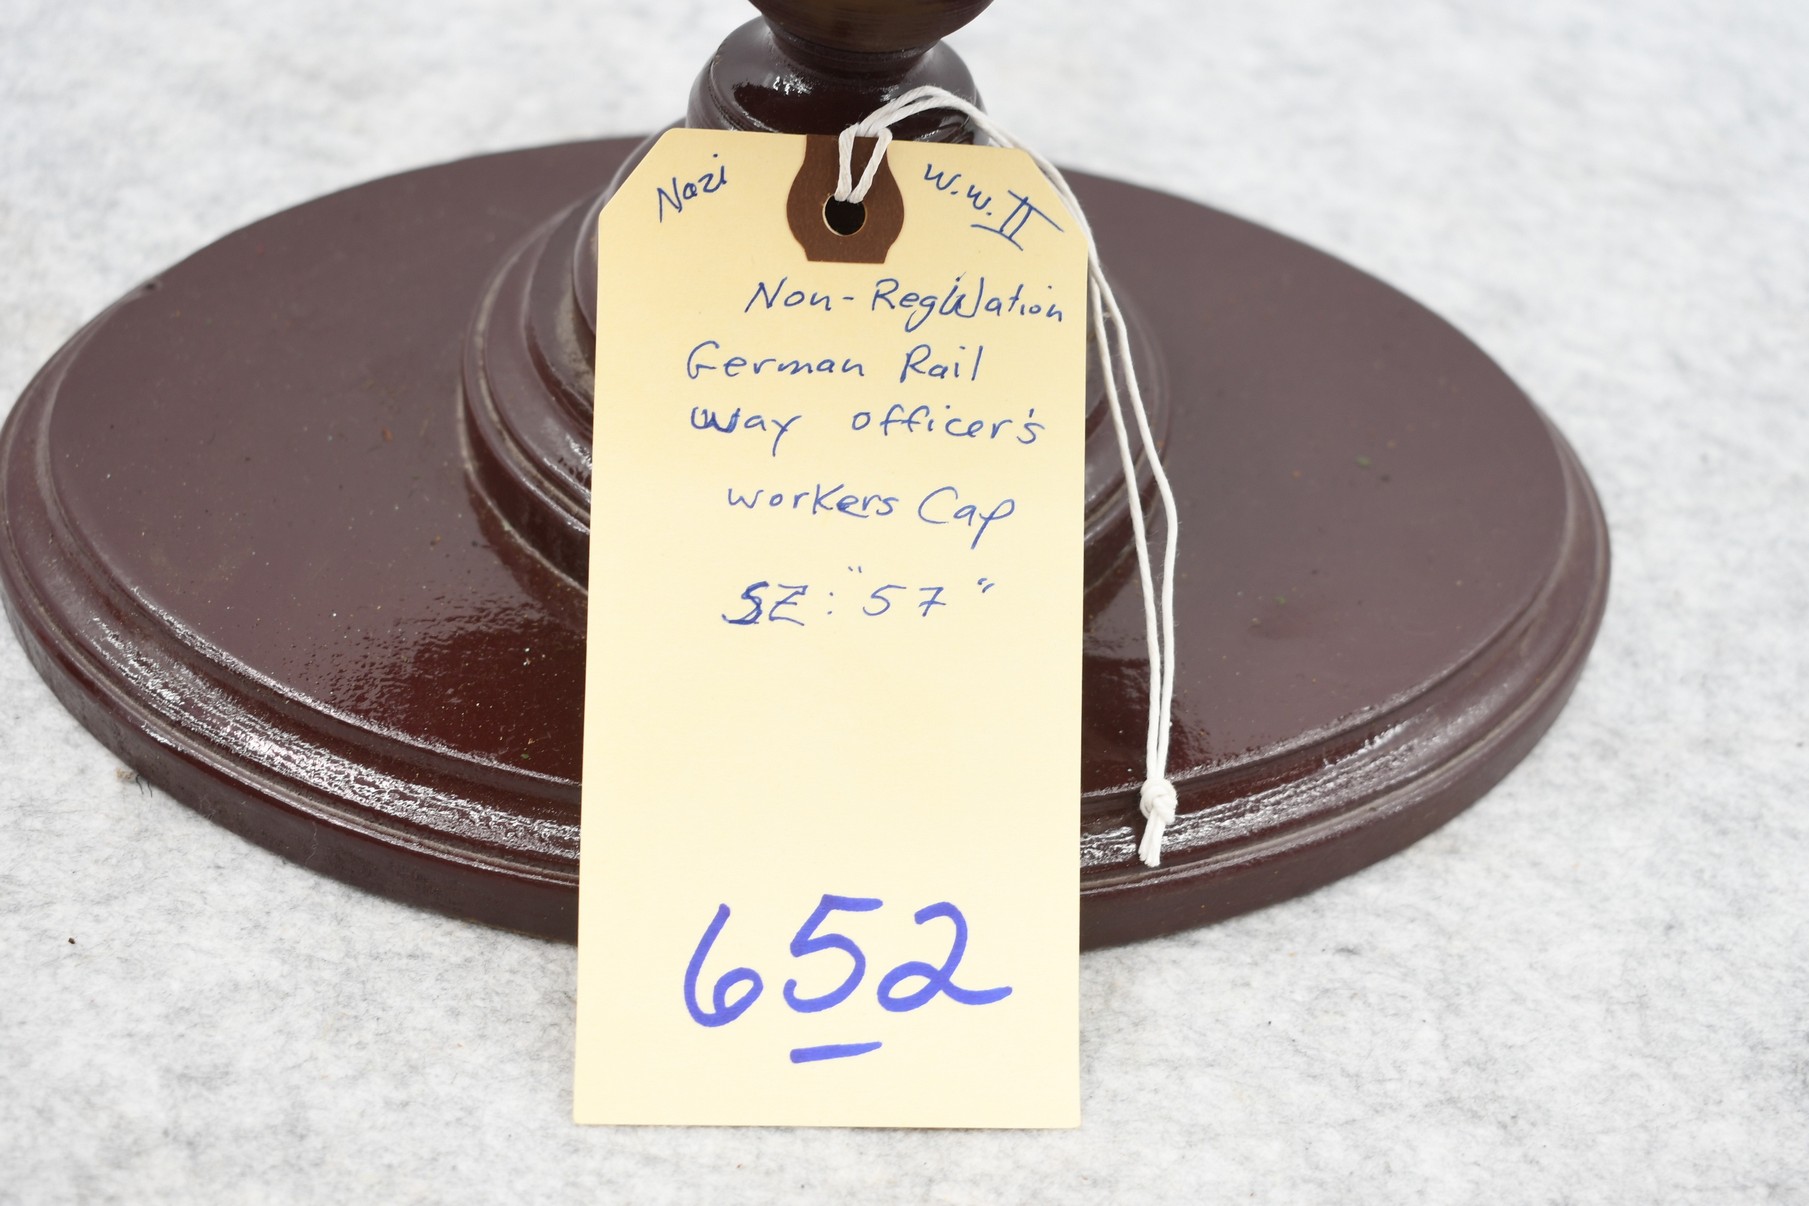 Nazi
W.W. II
Non-Regulation
German Rail
way officer's
workers Cap
SZ: "57"
652